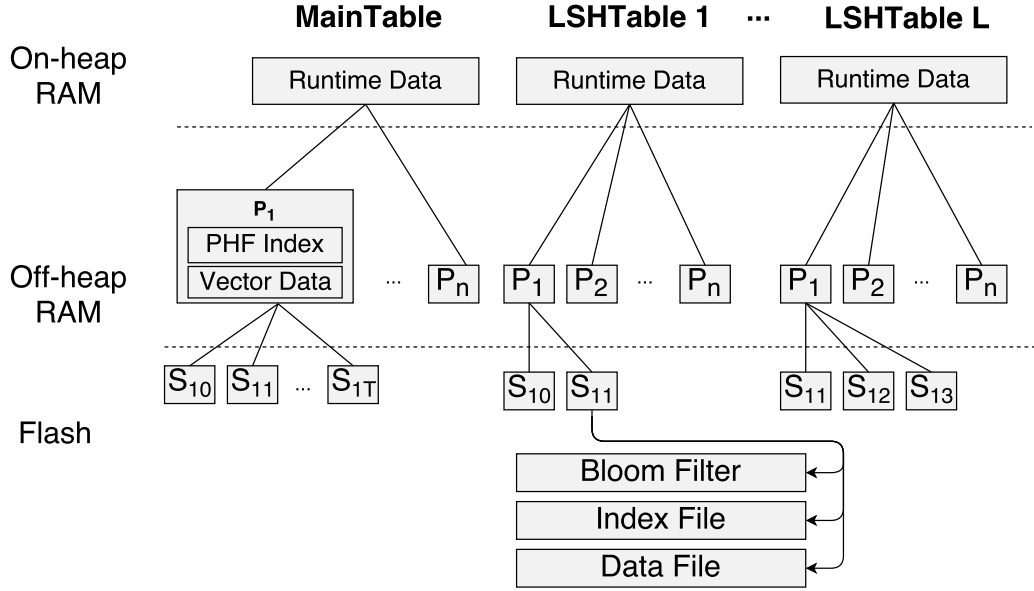 MainTable LSHTable 1 ... LSHTable L
On-heap
RAM
Runtime Data Runtime Data Runtime Data
P1
PHF Index
Vector Data
Off-heap
RAM
... Pn P1 P2 ... Pn P1 P2 ... Pn
S10 S11 ... S1T S10 S11 S11 S12 S13
Flash
Bloom Filter
Index File
Data File